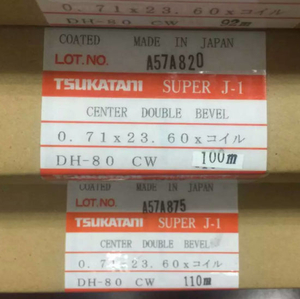 0.71x23.60xコイル
COATED MADE IN JAPAN
LOT.NO. A57A820
TSUKATANI SUPER J-1
CENTER DOUBLE BEVEL
0.71x23.60xコイル
DH-80 CW 100m
COATED MADE IN JAPAN
LOT NO. A57A875
TSUKATANI SUPER J-1
CENTER DOUBLE BEVEL
0.71x23.60xコイル
DH-80 CW 110m